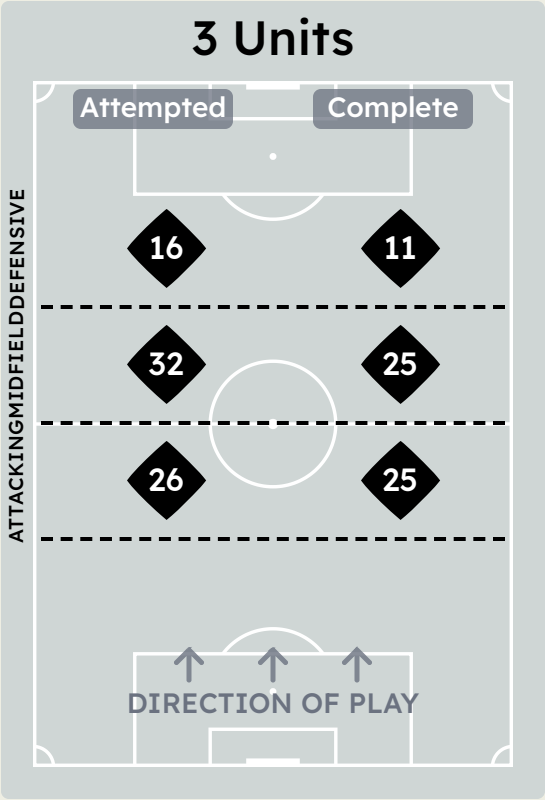 3 Units
Attempted Complete
16 11
32 25
26 25
ATTACKINGMIDFIELDDEFENSIVE
DIRECTION OF PLAY